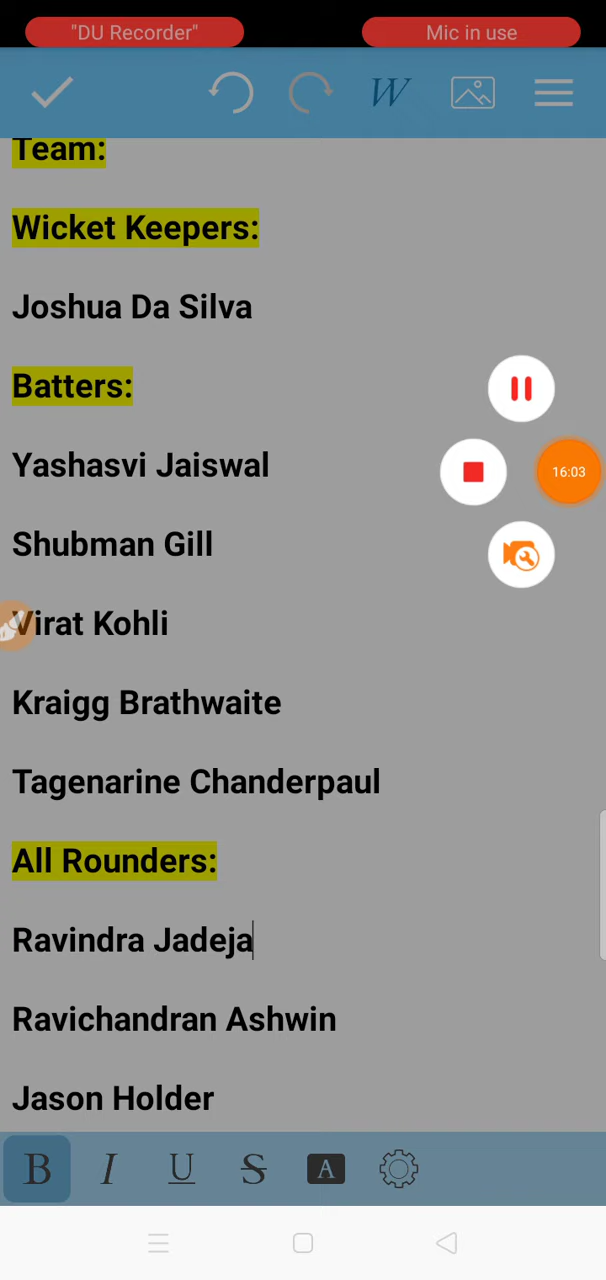 "DU Recorder"
Mic in use
W
Team:
Wicket Keepers:
Joshua Da Silva
Batters:
Yashasvi Jaiswal
16:03
Shubman Gill
Virat Kohli
Kraigg Brathwaite
Tagenarine Chanderpaul
All Rounders:
Ravindra Jadeja
Ravichandran Ashwin
Jason Holder
B I U S A